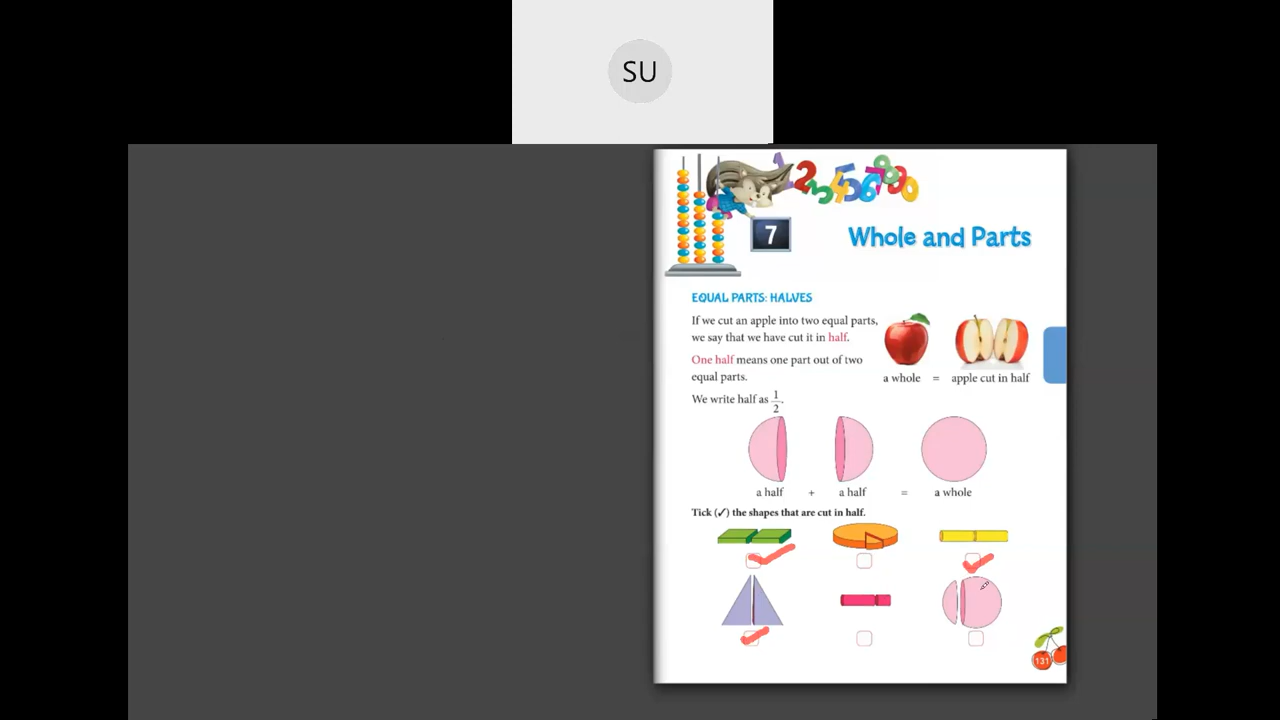 SU
1234567890
7
Whole and Parts
EQUAL PARTS: HALVES
If we cut an apple into two equal parts,
we say that we have cut it in half.
One half means one part out of two
equal parts.
a whole = apple cut in half
We write half as 1/2.
a half + a half = a whole
Tick (✓) the shapes that are cut in half.
131